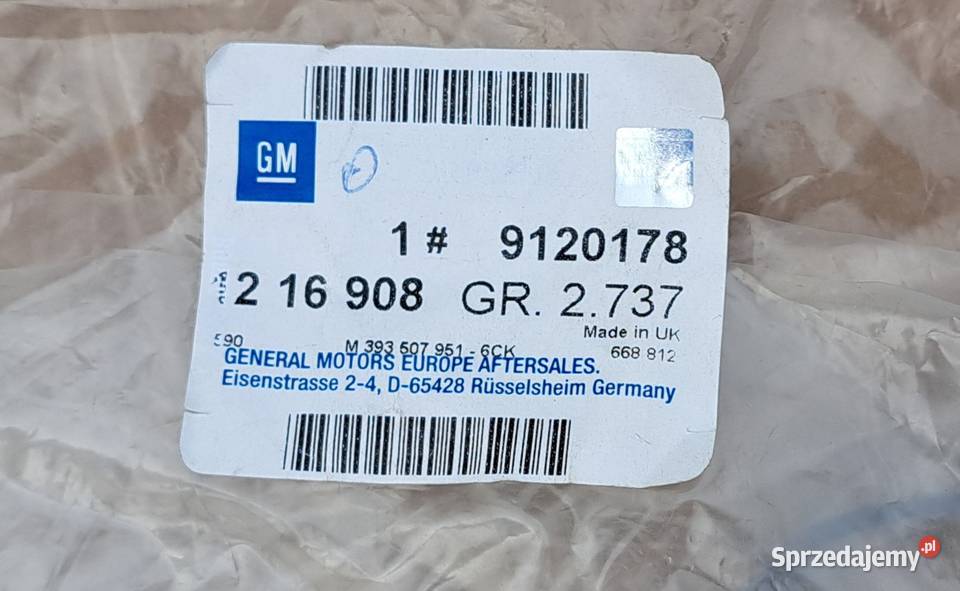 GM
1 # 9120178
2 16 908 GR. 2.737
Made in UK
590 M 393 507 951 - 6CK 668 812
GENERAL MOTORS EUROPE AFTERSALES.
Eisenstrasse 2-4, D-65428 Rüsselsheim Germany
Sprzedajemy.pl